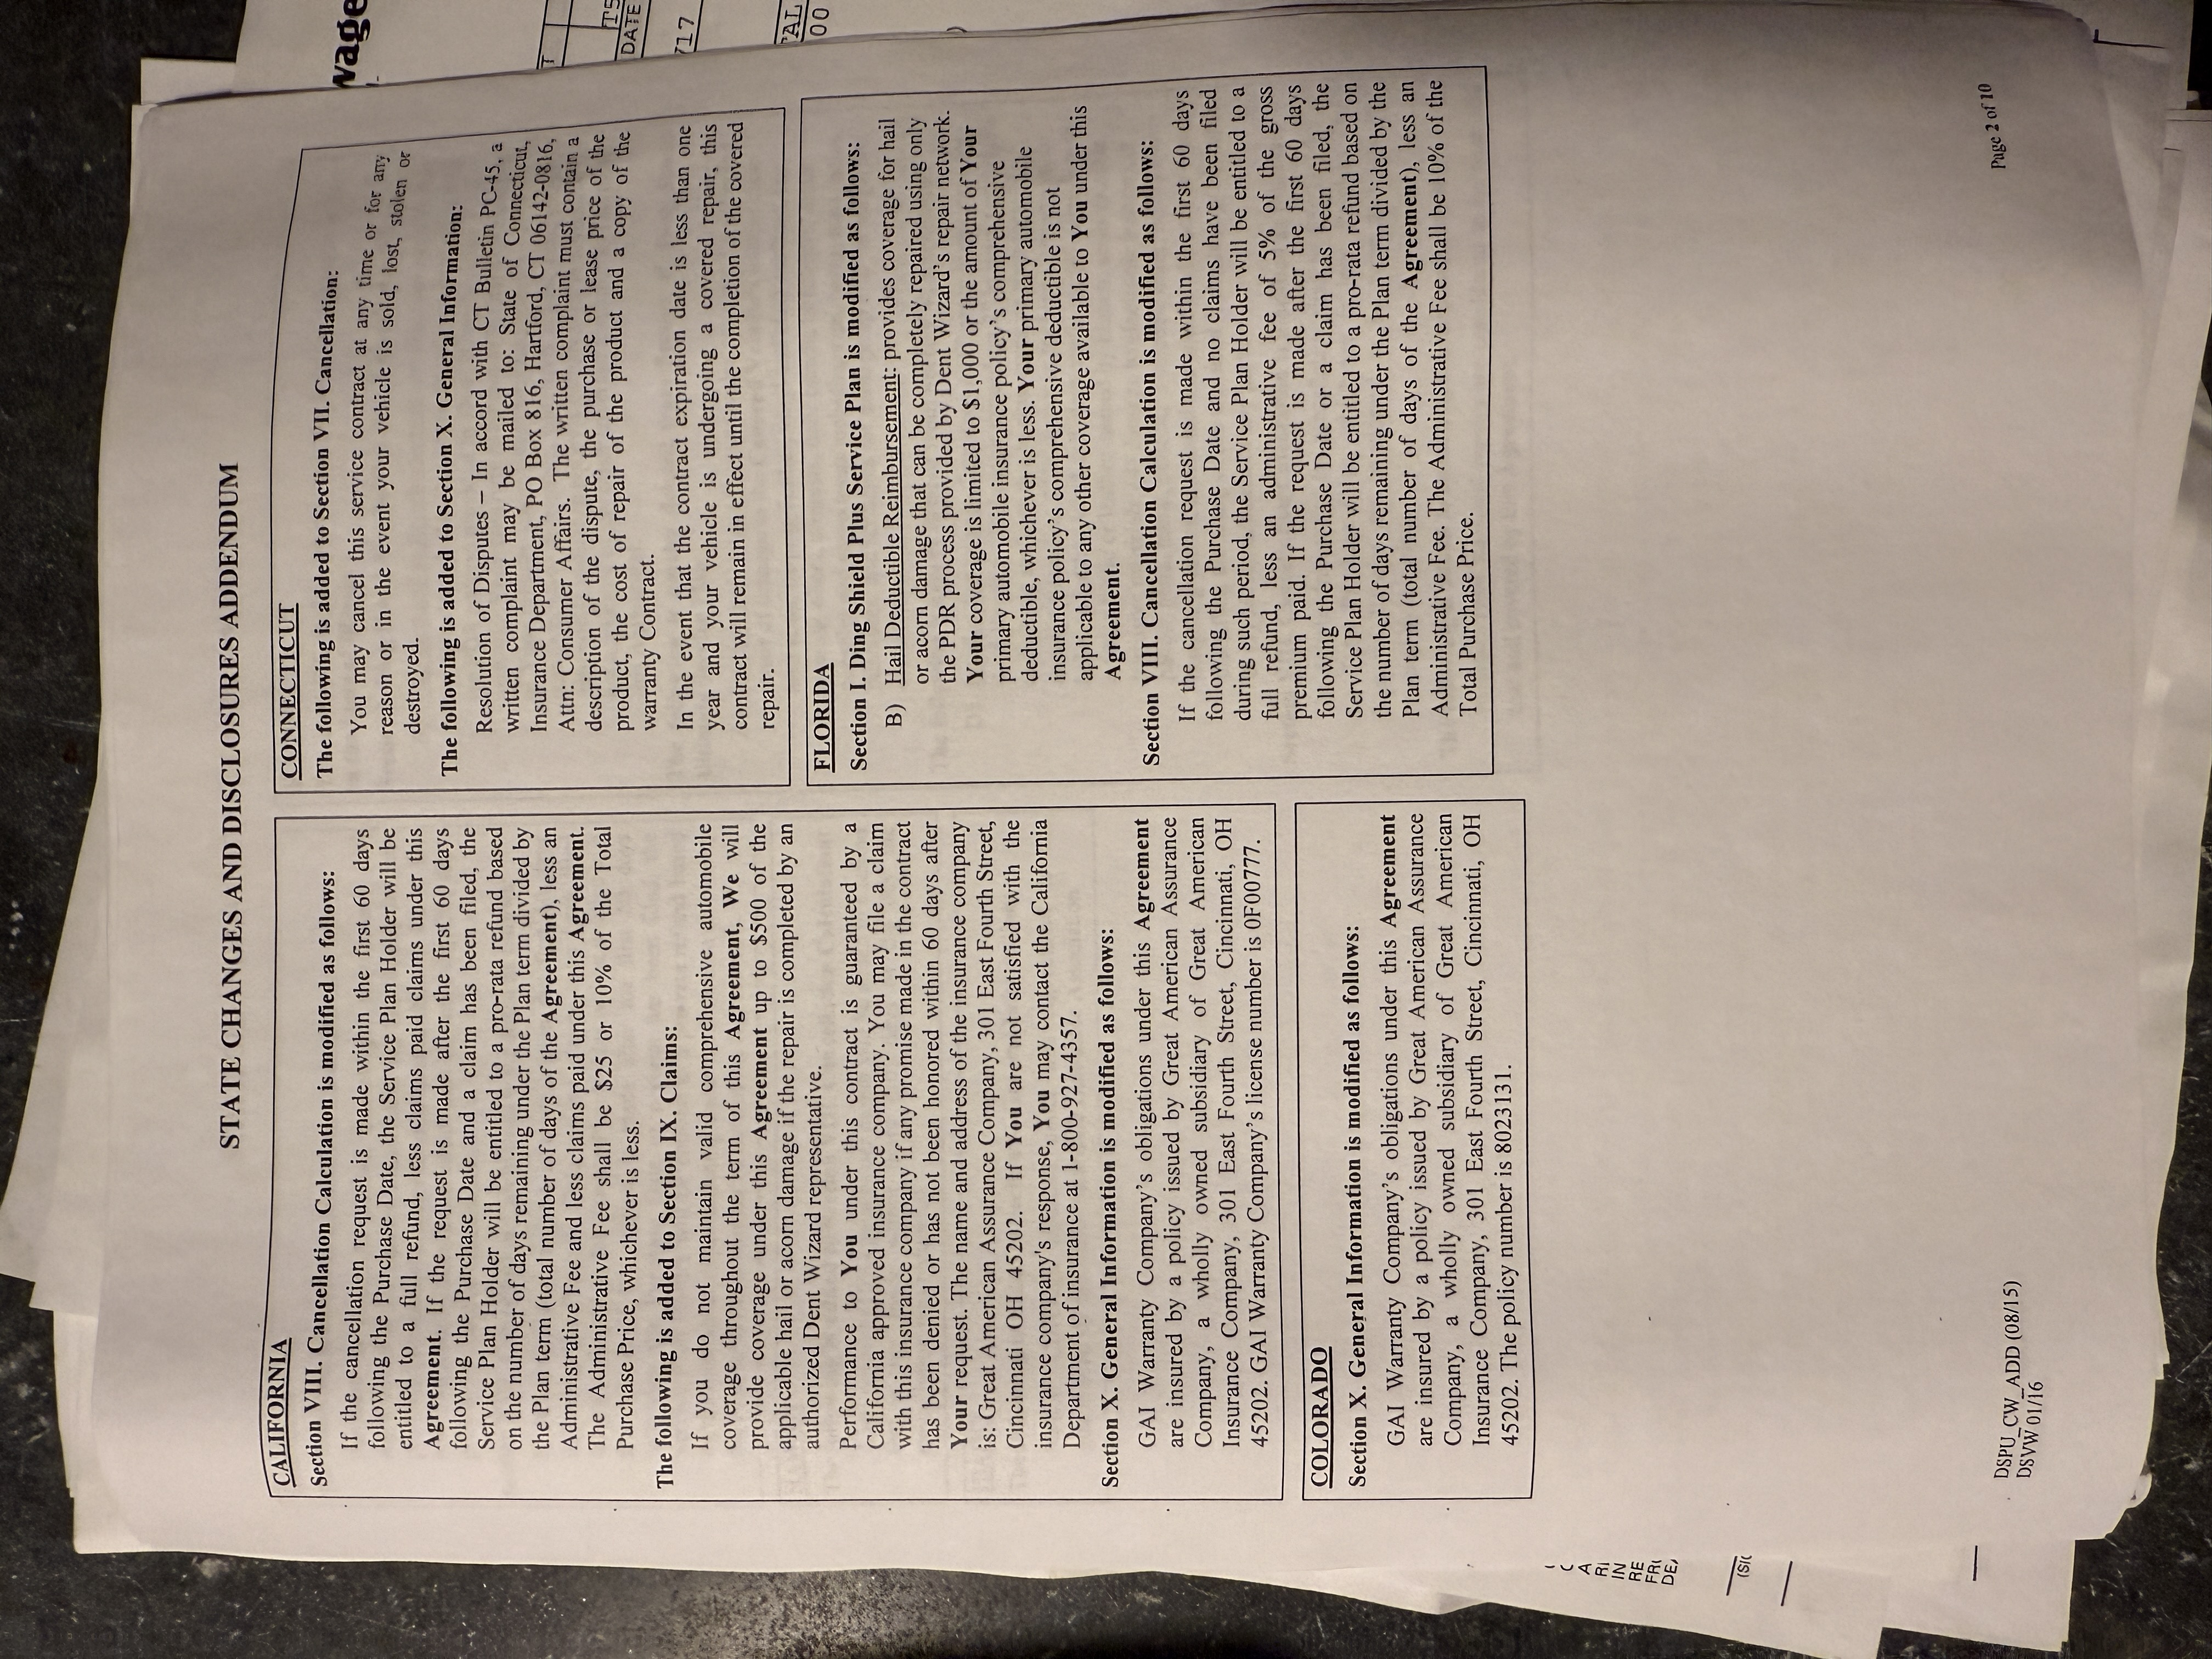 STATE CHANGES AND DISCLOSURES ADDENDUM
CALIFORNIA
Section VIII. Cancellation Calculation is modified as follows:
If the cancellation request is made within the first 60 days
following the Purchase Date, the Service Plan Holder will be
entitled to a full refund, less claims paid claims under this
Agreement. If the request is made after the first 60 days
following the Purchase Date and a claim has been filed, the
Service Plan Holder will be entitled to a pro-rata refund based
on the number of days remaining under the Plan term divided by
the Plan term (total number of days of the Agreement), less an
Administrative Fee and less claims paid under this Agreement.
The Administrative Fee shall be $25 or 10% of the Total
Purchase Price, whichever is less.
The following is added to Section IX. Claims:
If you do not maintain valid comprehensive automobile
coverage throughout the term of this Agreement, We will
provide coverage under this Agreement up to $500 of the
applicable hail or acorn damage if the repair is completed by an
authorized Dent Wizard representative.
Performance to You under this contract is guaranteed by a
California approved insurance company. You may file a claim
with this insurance company if any promise made in the contract
has been denied or has not been honored within 60 days after
Your request. The name and address of the insurance company
is: Great American Assurance Company, 301 East Fourth Street,
Cincinnati OH 45202. If You are not satisfied with the
insurance company's response, You may contact the California
Department of insurance at 1-800-927-4357.
Section X. General Information is modified as follows:
GAI Warranty Company's obligations under this Agreement
are insured by a policy issued by Great American Assurance
Company, a wholly owned subsidiary of Great American
Insurance Company, 301 East Fourth Street, Cincinnati, OH
45202. GAI Warranty Company's license number is 0F00777.
COLORADO
Section X. General Information is modified as follows:
GAI Warranty Company's obligations under this Agreement
are insured by a policy issued by Great American Assurance
Company, a wholly owned subsidiary of Great American
Insurance Company, 301 East Fourth Street, Cincinnati, OH
45202. The policy number is 8023131.
CONNECTICUT
The following is added to Section VII. Cancellation:
You may cancel this service contract at any time or for any
reason or in the event your vehicle is sold, lost, stolen or
destroyed.
The following is added to Section X. General Information:
Resolution of Disputes – In accord with CT Bulletin PC-45, a
written complaint may be mailed to: State of Connecticut,
Insurance Department, PO Box 816, Hartford, CT 06142-0816,
Attn: Consumer Affairs. The written complaint must contain a
description of the dispute, the purchase or lease price of the
product, the cost of repair of the product and a copy of the
warranty Contract.
In the event that the contract expiration date is less than one
year and your vehicle is undergoing a covered repair, this
contract will remain in effect until the completion of the covered
repair.
FLORIDA
Section I. Ding Shield Plus Service Plan is modified as follows:
B) Hail Deductible Reimbursement: provides coverage for hail
or acorn damage that can be completely repaired using only
the PDR process provided by Dent Wizard's repair network.
Your coverage is limited to $1,000 or the amount of Your
primary automobile insurance policy's comprehensive
deductible, whichever is less. Your primary automobile
insurance policy's comprehensive deductible is not
applicable to any other coverage available to You under this
Agreement.
Section VIII. Cancellation Calculation is modified as follows:
If the cancellation request is made within the first 60 days
following the Purchase Date and no claims have been filed
during such period, the Service Plan Holder will be entitled to a
full refund, less an administrative fee of 5% of the gross
premium paid. If the request is made after the first 60 days
following the Purchase Date or a claim has been filed, the
Service Plan Holder will be entitled to a pro-rata refund based on
the number of days remaining under the Plan term divided by the
Plan term (total number of days of the Agreement), less an
Administrative Fee. The Administrative Fee shall be 10% of the
Total Purchase Price.
DSPU_CW_ADD (08/15)
DSVW 01/16
Page 2 of 10
DATE